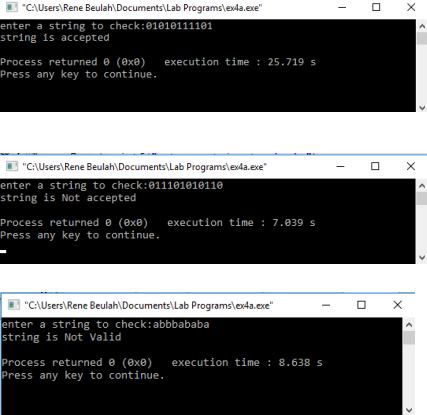 "C:\Users\Rene Beulah\Documents\Lab Programs\ex4a.exe"
enter a string to check:01010111101
string is accepted
Process returned 0 (0x0)   execution time : 25.719 s
Press any key to continue.
"C:\Users\Rene Beulah\Documents\Lab Programs\ex4a.exe"
enter a string to check:011101010110
string is Not accepted
Process returned 0 (0x0)   execution time : 7.039 s
Press any key to continue.
"C:\Users\Rene Beulah\Documents\Lab Programs\ex4a.exe"
enter a string to check:abbbababa
string is Not Valid
Process returned 0 (0x0)   execution time : 8.638 s
Press any key to continue.